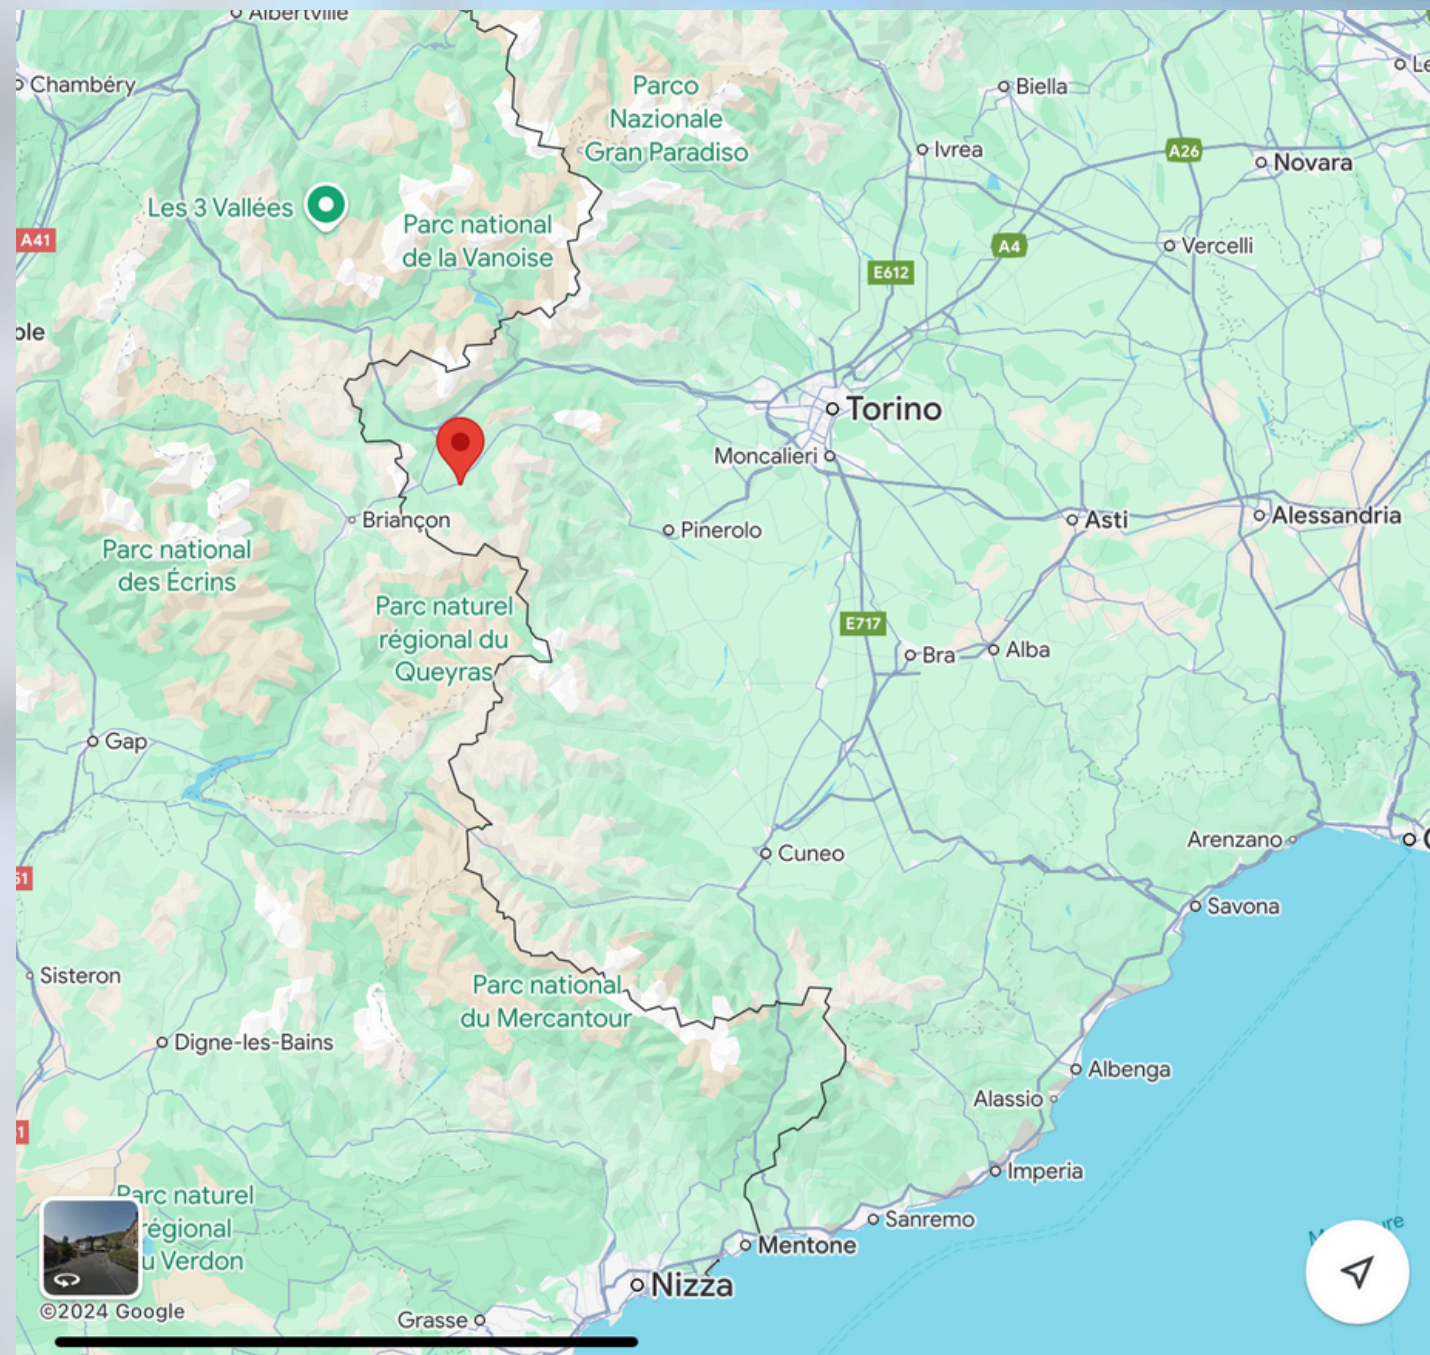 Albertville
Chambéry
Parco
Nazionale
Gran Paradiso
Biella
Ivrea
A26
Novara
Les 3 Vallées
Parc national
de la Vanoise
A41
A4
Vercelli
E612
Torino
Moncalieri
Briançon
Pinerolo
Asti
Alessandria
Parc national
des Écrins
Parc naturel
régional du
Queyras
E717
Bra
Alba
Gap
Cuneo
Arenzano
Savona
Sisteron
Parc national
du Mercantour
Digne-les-Bains
Albenga
Alassio
Imperia
Parc naturel
régional
Verdon
Sanremo
Mentone
Nizza
©2024 Google
Grasse